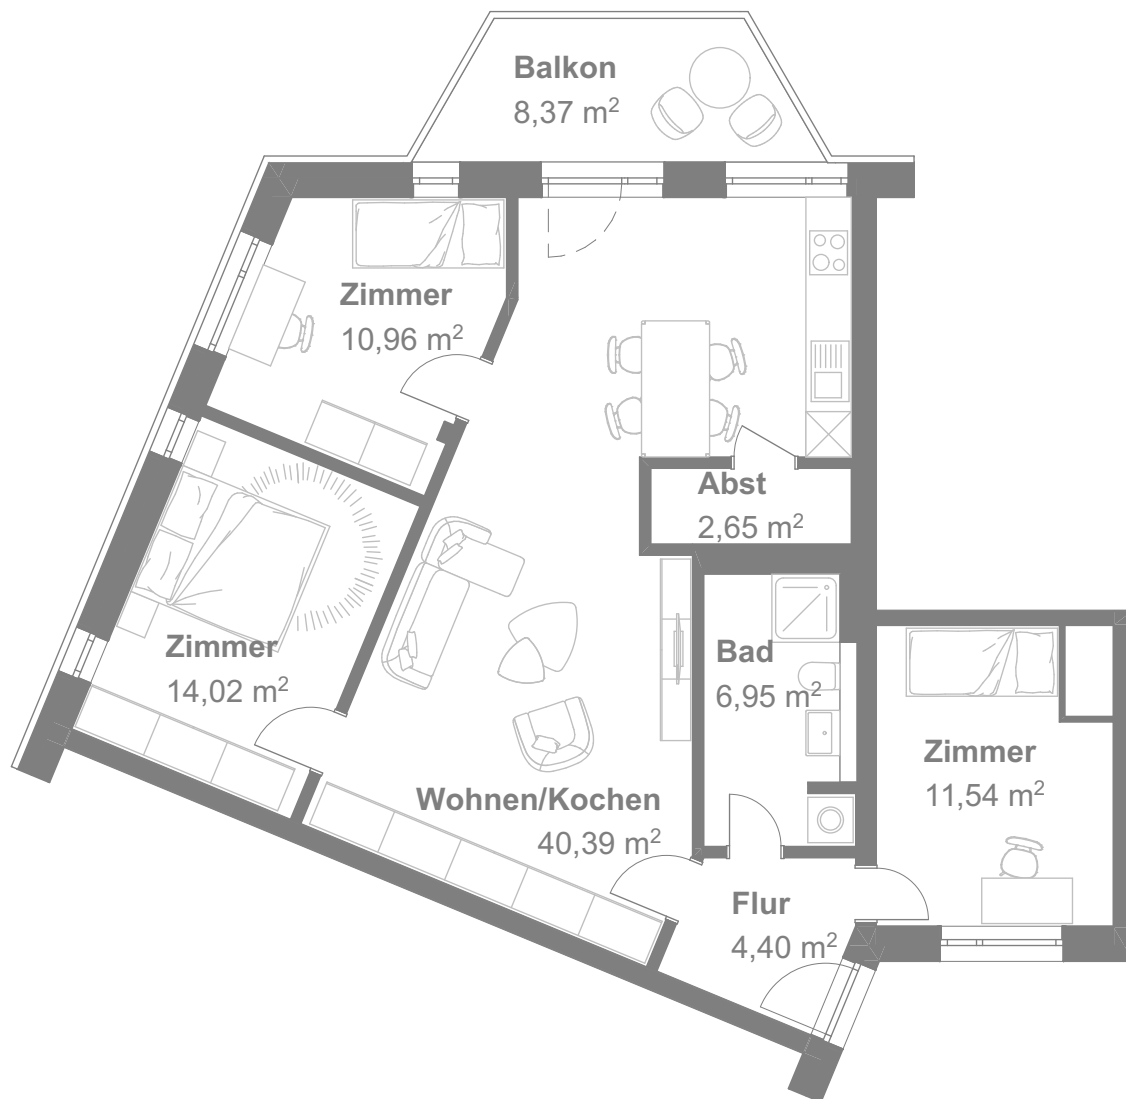 Balkon
8,37 m²
Zimmer
10,96 m²
Abst
2,65 m²
Zimmer
14,02 m²
Bad
6,95 m²
Zimmer
11,54 m²
Wohnen/Kochen
40,39 m²
Flur
4,40 m²